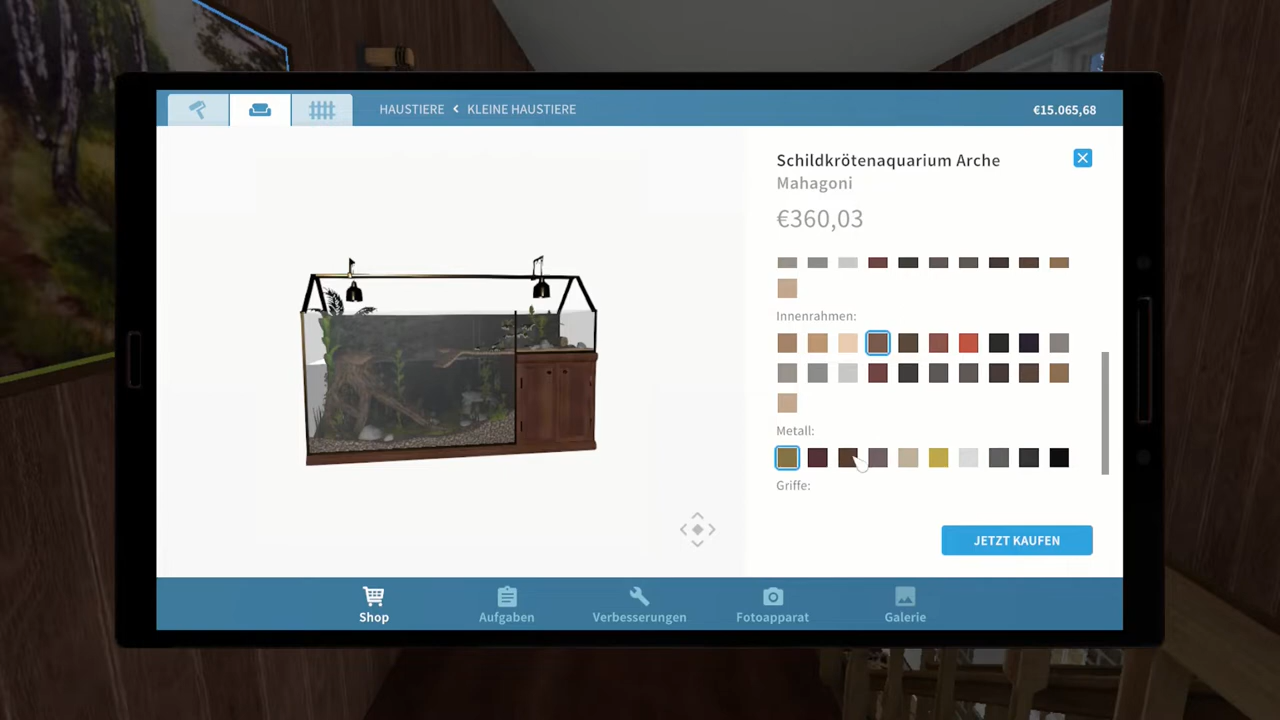 HAUSTIERE < KLEINE HAUSTIERE
€15.065,68
Schildkrötenaquarium Arche
Mahagoni
€360,03
Innenrahmen:
Metall:
Griffe:
JETZT KAUFEN
Shop
Aufgaben
Verbesserungen
Fotoapparat
Galerie